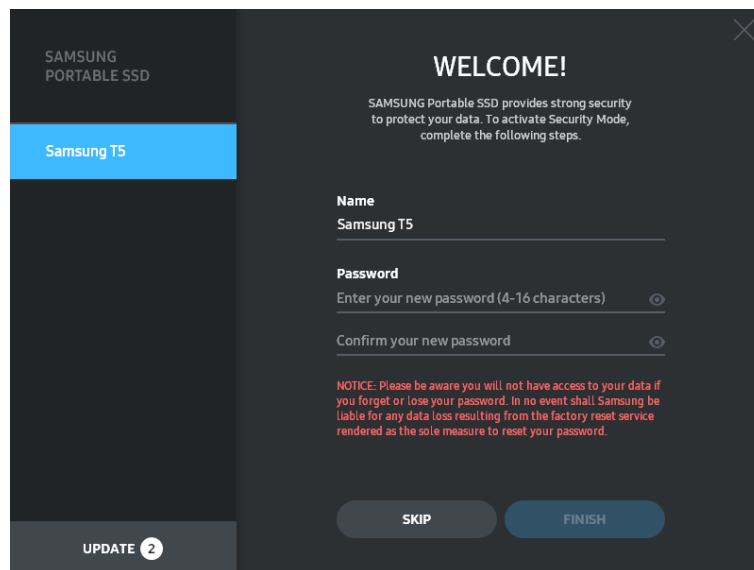 SAMSUNG
PORTABLE SSD
Samsung T5
UPDATE 2
WELCOME!
SAMSUNG Portable SSD provides strong security
to protect your data. To activate Security Mode,
complete the following steps.
Name
Samsung T5
Password
Enter your new password (4-16 characters)
Confirm your new password
NOTICE: Please be aware you will not have access to your data if
you forget or lose your password. In no event shall Samsung be
liable for any data loss resulting from the factory reset service
rendered as the sole measure to reset your password.
SKIP
FINISH